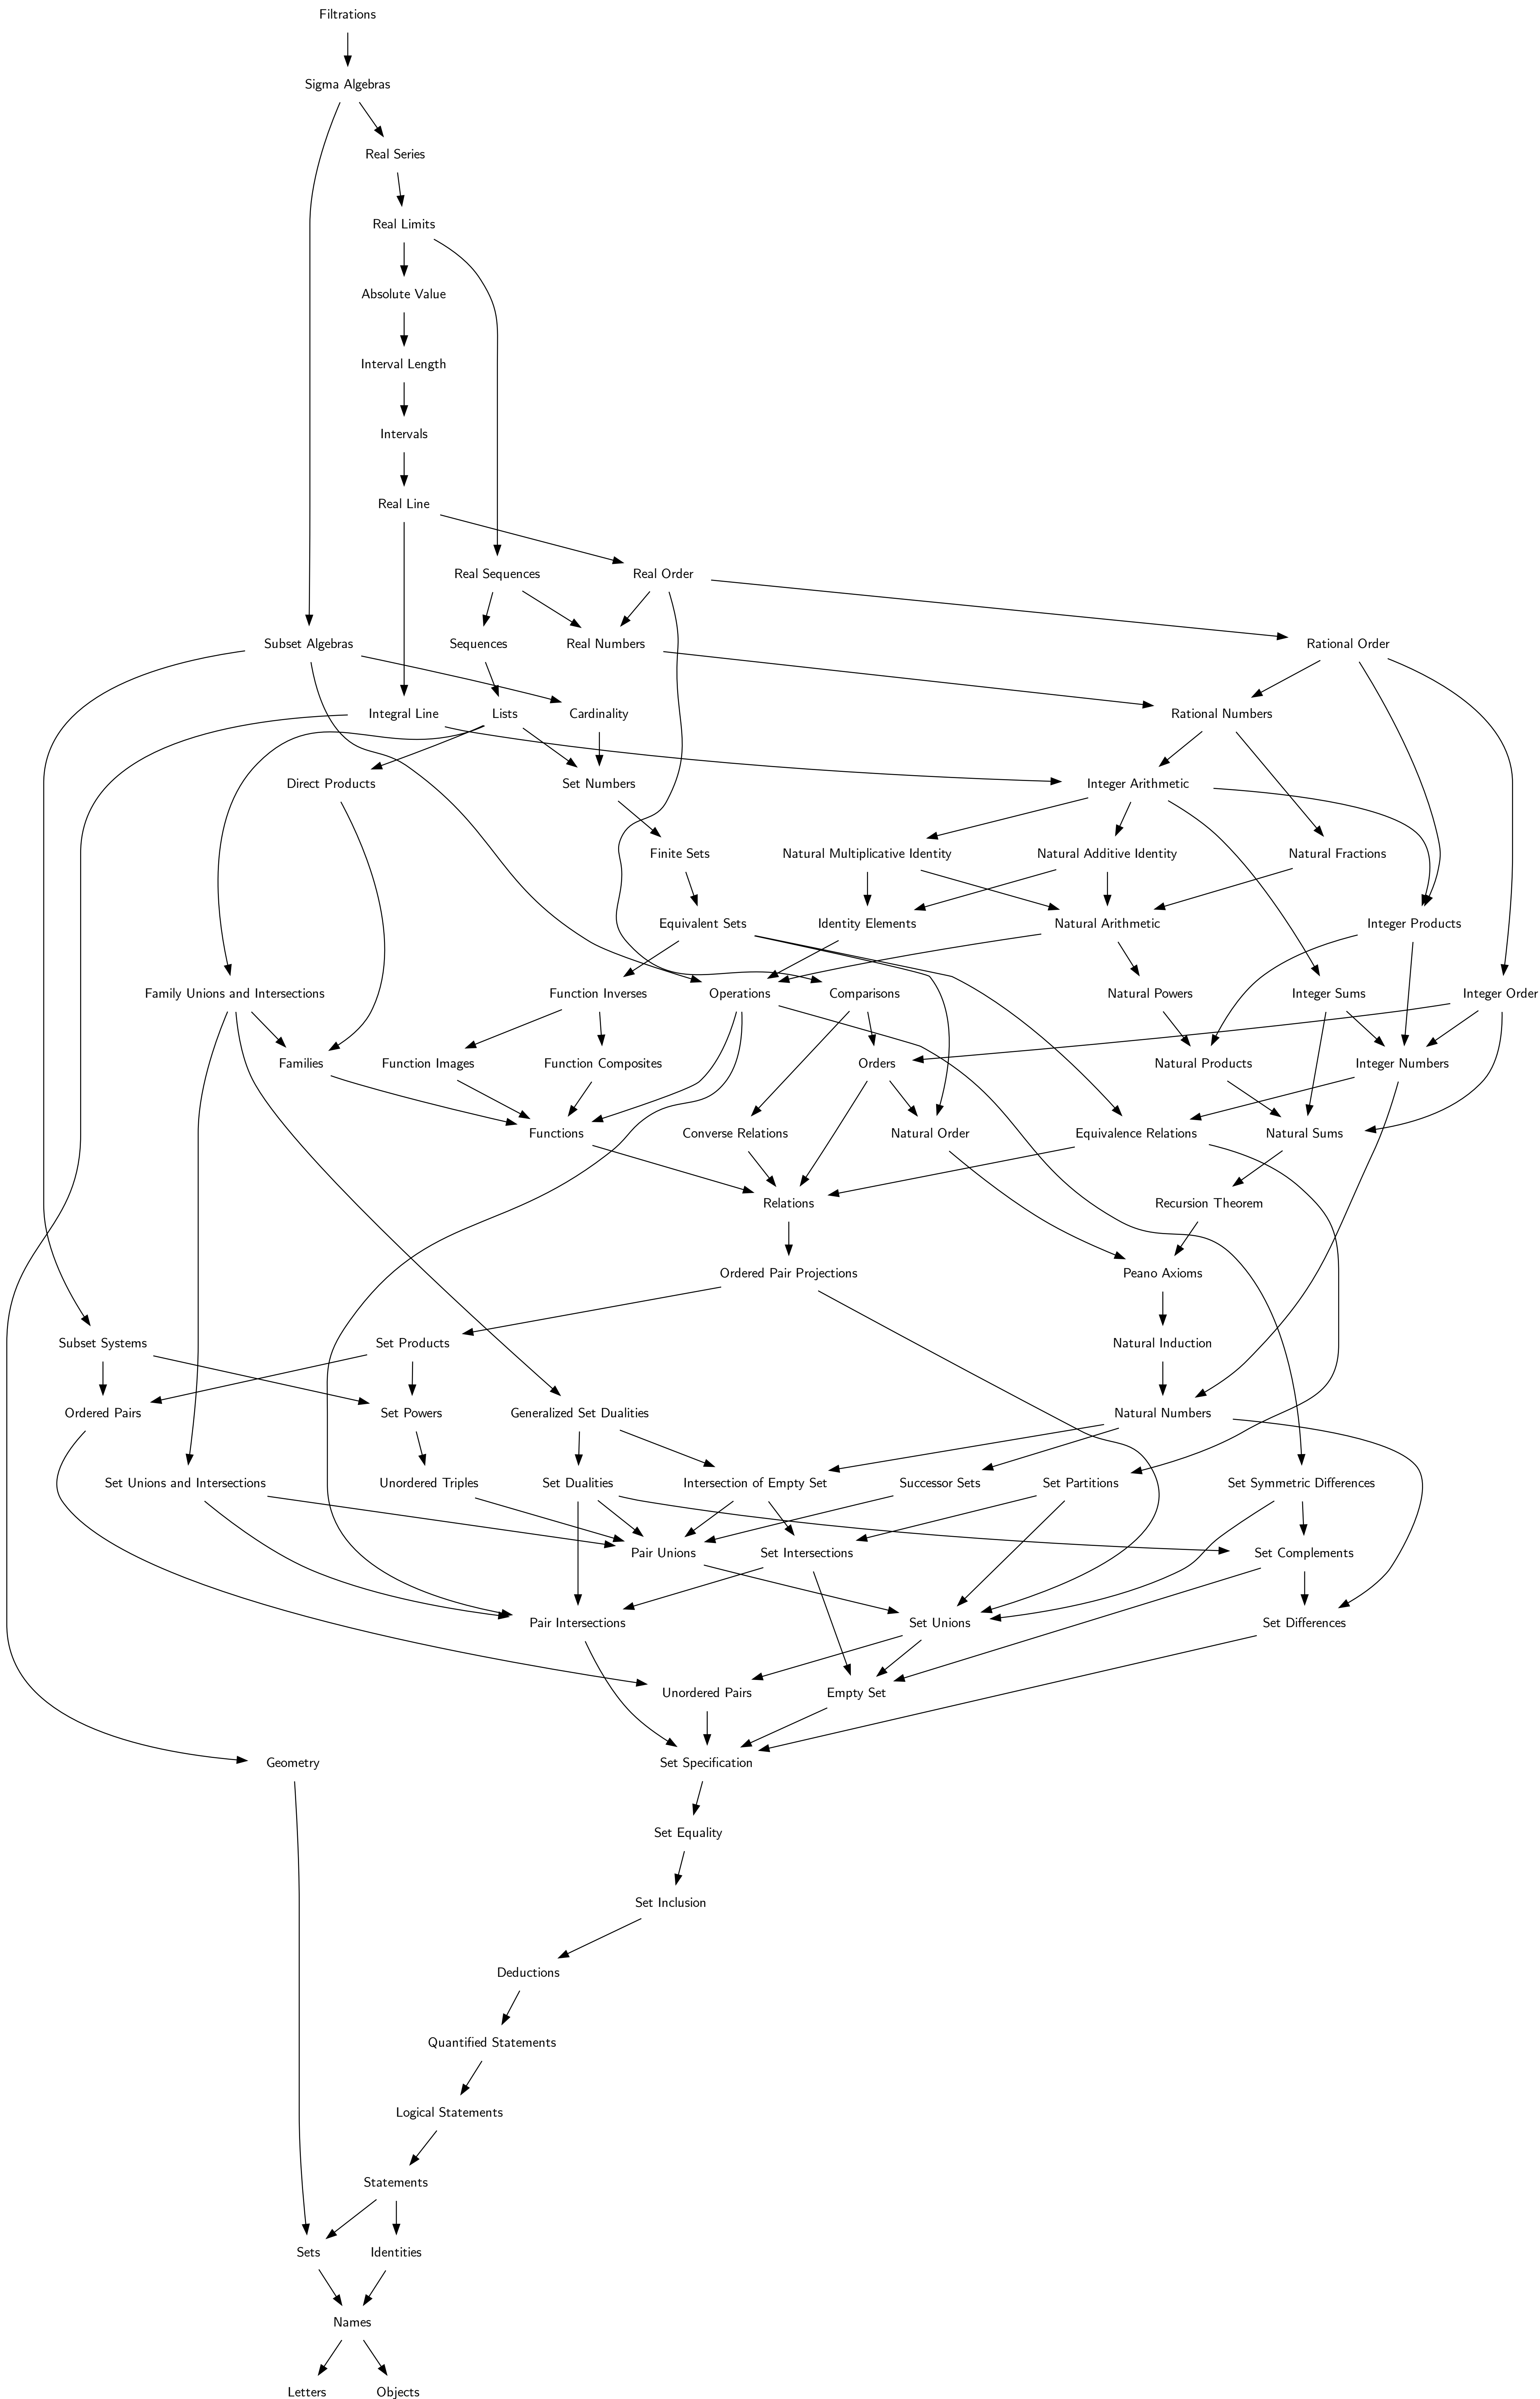 Filtrations
Sigma Algebras
Real Series
Real Limits
Absolute Value
Interval Length
Intervals
Real Line
Real Sequences
Real Order
Subset Algebras
Sequences
Real Numbers
Rational Order
Integral Line
Lists
Cardinality
Rational Numbers
Direct Products
Set Numbers
Integer Arithmetic
Finite Sets
Natural Multiplicative Identity
Natural Additive Identity
Natural Fractions
Equivalent Sets
Identity Elements
Natural Arithmetic
Integer Products
Family Unions and Intersections
Function Inverses
Operations
Comparisons
Natural Powers
Integer Sums
Integer Order
Families
Function Images
Function Composites
Orders
Natural Products
Integer Numbers
Functions
Converse Relations
Natural Order
Equivalence Relations
Natural Sums
Relations
Recursion Theorem
Ordered Pair Projections
Peano Axioms
Subset Systems
Set Products
Natural Induction
Ordered Pairs
Set Powers
Generalized Set Dualities
Natural Numbers
Set Unions and Intersections
Unordered Triples
Set Dualities
Intersection of Empty Set
Successor Sets
Set Partitions
Set Symmetric Differences
Pair Unions
Set Intersections
Set Complements
Pair Intersections
Set Unions
Set Differences
Unordered Pairs
Empty Set
Geometry
Set Specification
Set Equality
Set Inclusion
Deductions
Quantified Statements
Logical Statements
Statements
Sets
Identities
Names
Letters
Objects